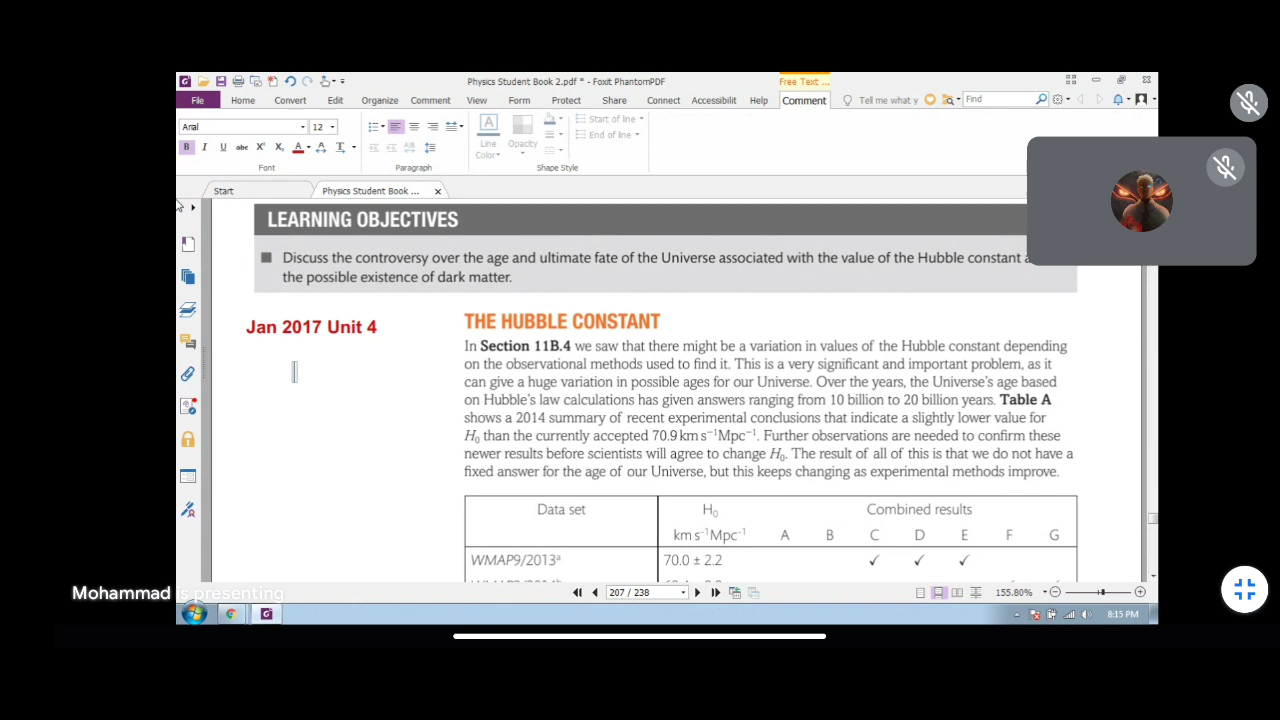 Physics Student Book 2.pdf * - Foxit PhantomPDF
Free Text ...
File Home Convert Edit Organize Comment View Form Protect Share Connect Accessibilit Help Comment Tell me what y Find
Arial 12
Start of line
End of line
Line Color
Opacity
B I U abc X² X₂ A A T
Font Paragraph Shape Style
Start Physics Student Book ...
LEARNING OBJECTIVES
■ Discuss the controversy over the age and ultimate fate of the Universe associated with the value of the Hubble constant
the possible existence of dark matter.
Jan 2017 Unit 4
THE HUBBLE CONSTANT
In Section 11B.4 we saw that there might be a variation in values of the Hubble constant depending
on the observational methods used to find it. This is a very significant and important problem, as it
can give a huge variation in possible ages for our Universe. Over the years, the Universe's age based
on Hubble's law calculations has given answers ranging from 10 billion to 20 billion years. Table A
shows a 2014 summary of recent experimental conclusions that indicate a slightly lower value for
H₀ than the currently accepted 70.9 km s⁻¹Mpc⁻¹. Further observations are needed to confirm these
newer results before scientists will agree to change H₀. The result of all of this is that we do not have a
fixed answer for the age of our Universe, but this keeps changing as experimental methods improve.
Data set H₀ Combined results
km s⁻¹Mpc⁻¹ A B C D E F G
WMAP9/2013ᵃ 70.0 ± 2.2 ✓ ✓ ✓
Mohammad is presenting
207 / 238
155.80%
8:15 PM